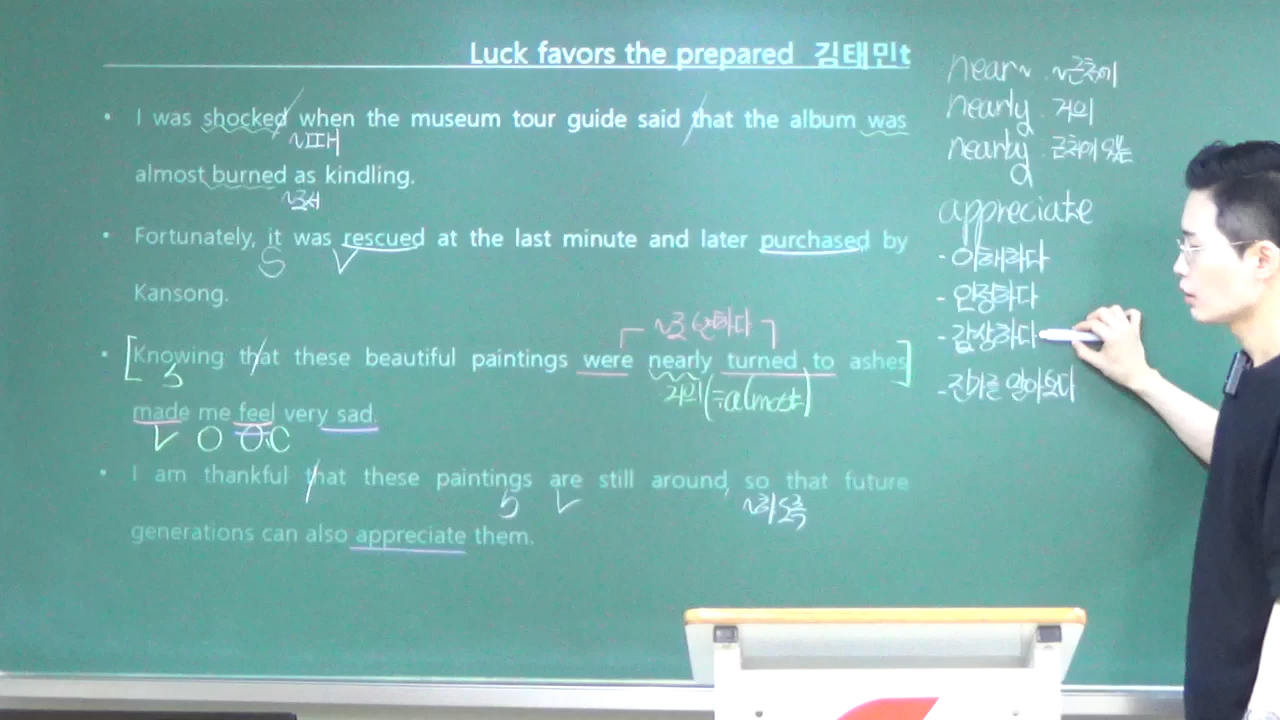 Luck favors the prepared 김태민t
• I was shocked when the museum tour guide said that the album was
~때
almost burned as kindling.
~로서
• Fortunately, it was rescued at the last minute and later purchased by
S V
Kansong.
~로 변하다
• [Knowing that these beautiful paintings were nearly turned to ashes]
S 거의(=almost)
made me feel very sad.
V O O.C
• I am thankful that these paintings are still around, so that future
S V ~하도록
generations can also appreciate them.
near~ . ~근처에
nearly . 거의
nearby . 근처에 있는
appreciate
- 이해하다
- 인정하다
- 감상하다
- 진가를 알아보다